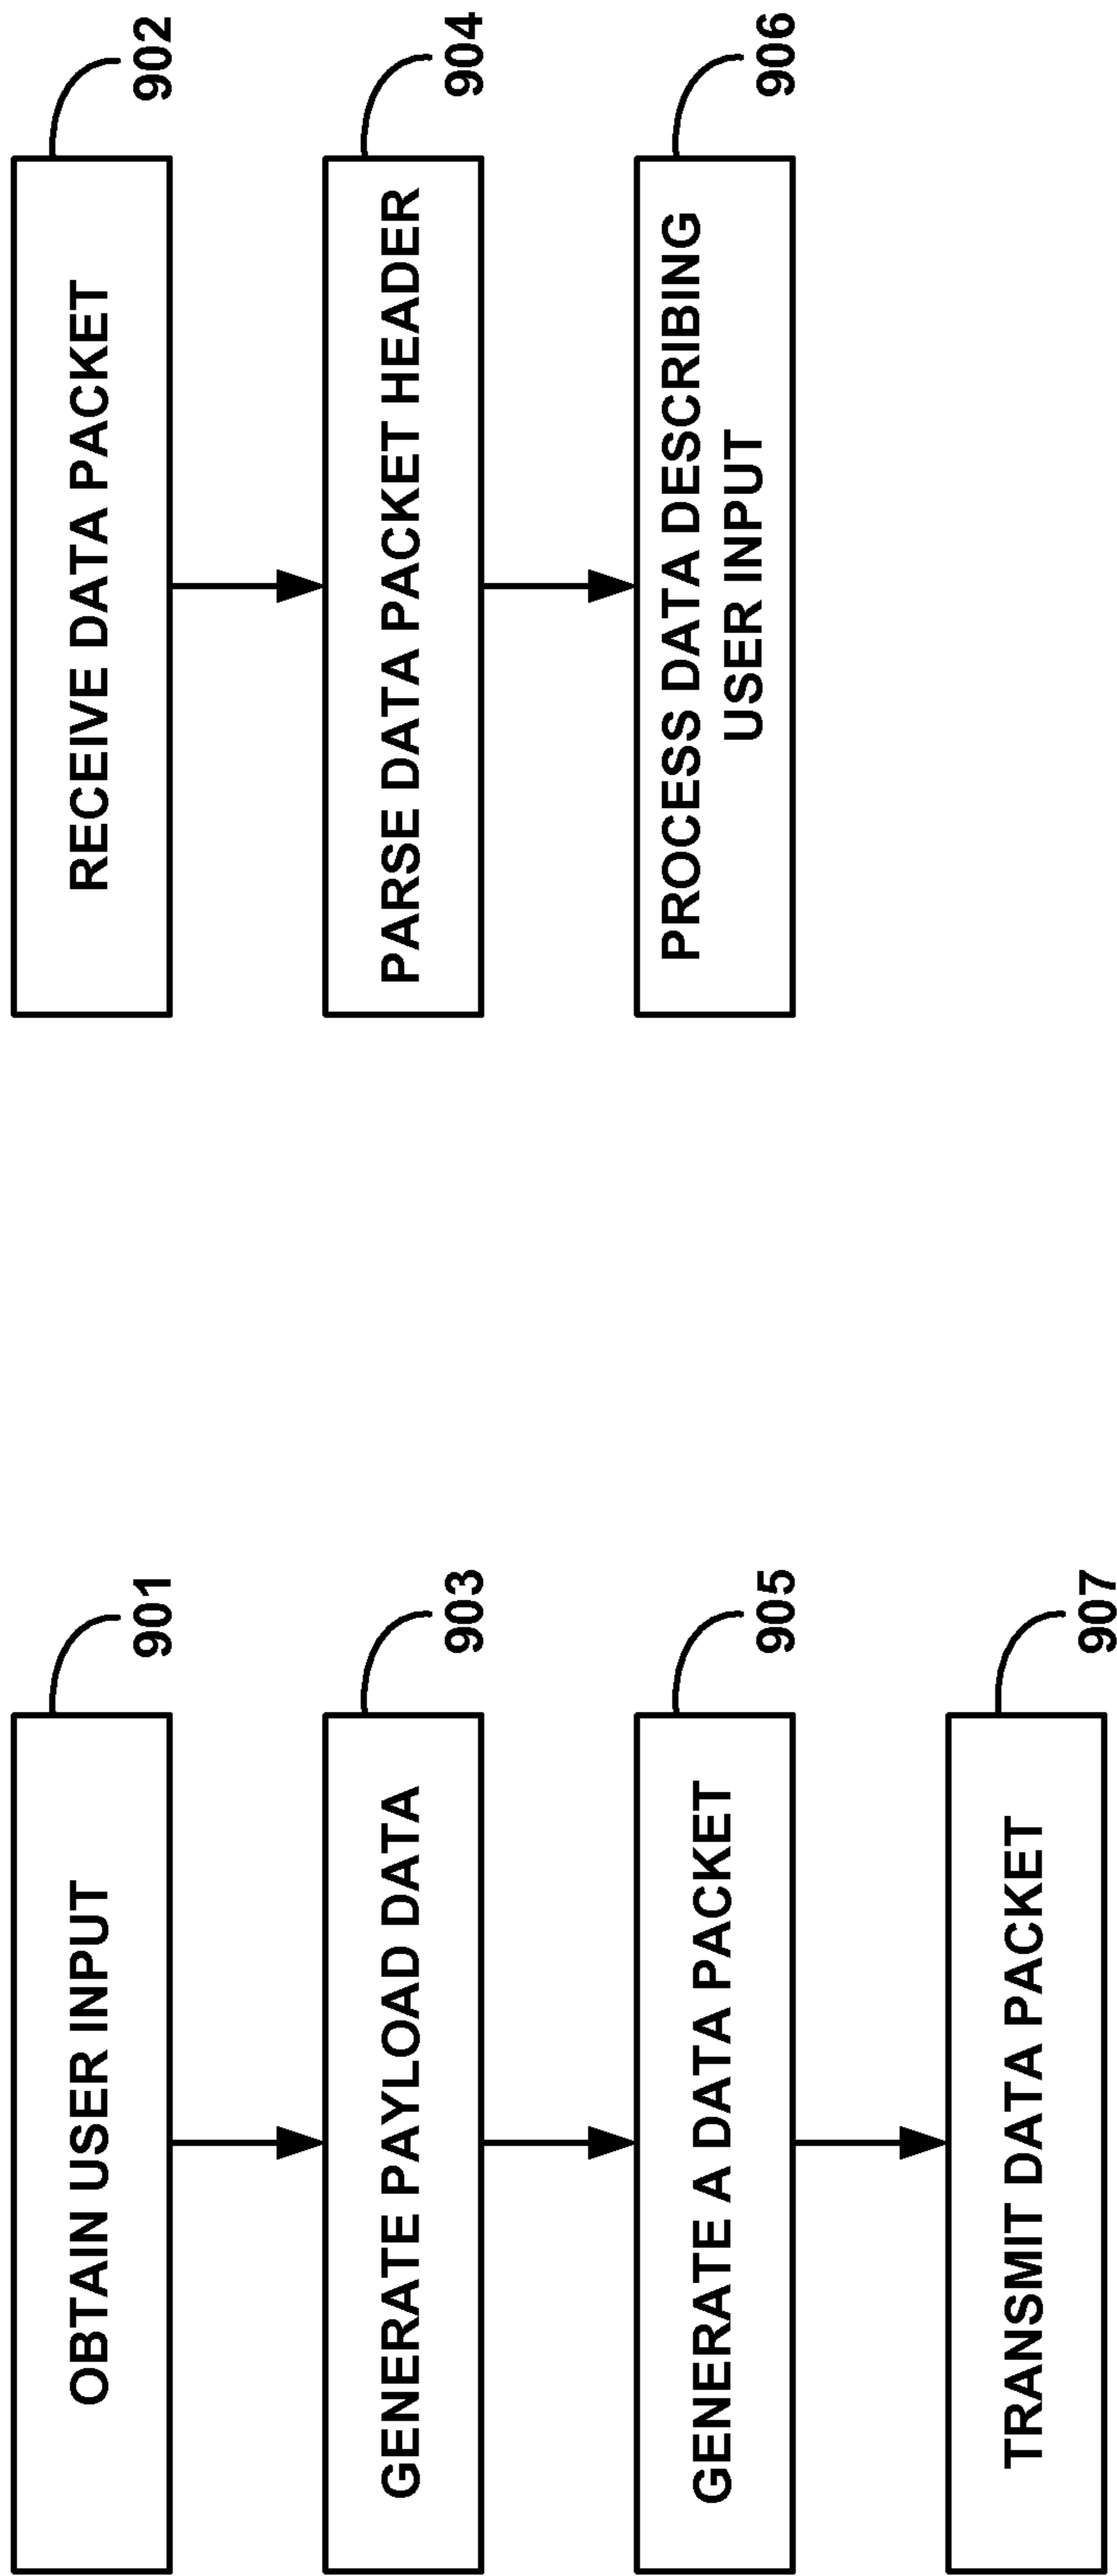 OBTAIN USER INPUT
901
GENERATE PAYLOAD DATA
903
GENERATE A DATA PACKET
905
TRANSMIT DATA PACKET
907
RECEIVE DATA PACKET
902
PARSE DATA PACKET HEADER
904
PROCESS DATA DESCRIBING
USER INPUT
906